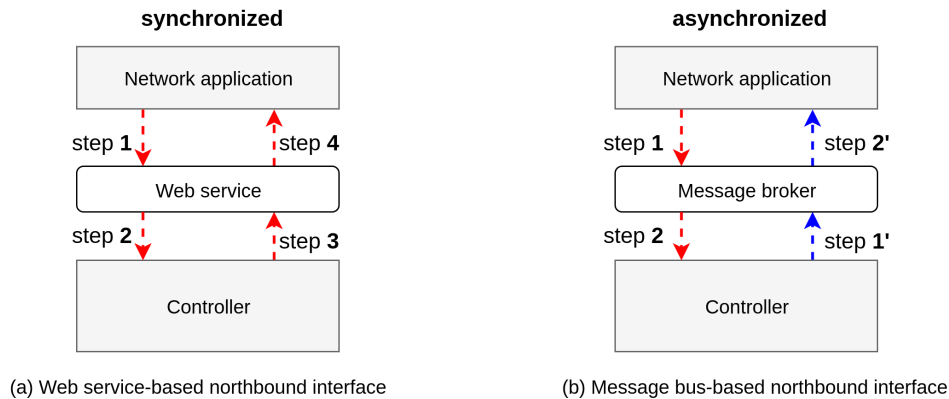 synchronized
Network application
step 1
step 4
Web service
step 2
step 3
Controller
(a) Web service-based northbound interface
asynchronized
Network application
step 1
step 2'
Message broker
step 2
step 1'
Controller
(b) Message bus-based northbound interface